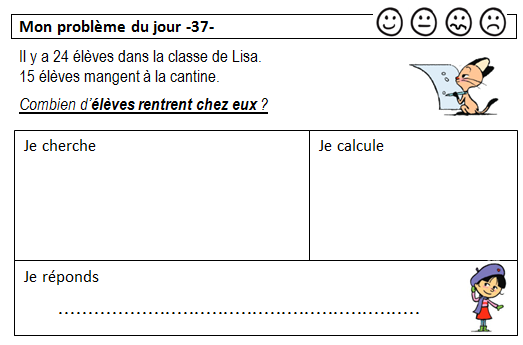 Mon problème du jour -37-
Il y a 24 élèves dans la classe de Lisa.
15 élèves mangent à la cantine.
Combien d'élèves rentrent chez eux ?
Je cherche
Je calcule
Je réponds
………………………………………………………